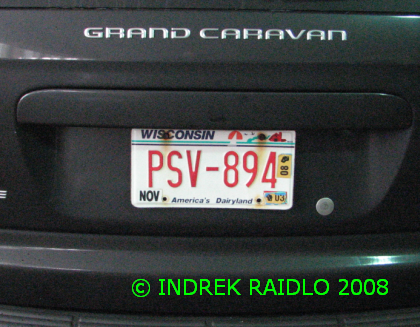 GRAND CARAVAN
WISCONSIN
PSV-894
08
NOV
America's Dairyland
03
E
© INDREK RAIDLO 2008